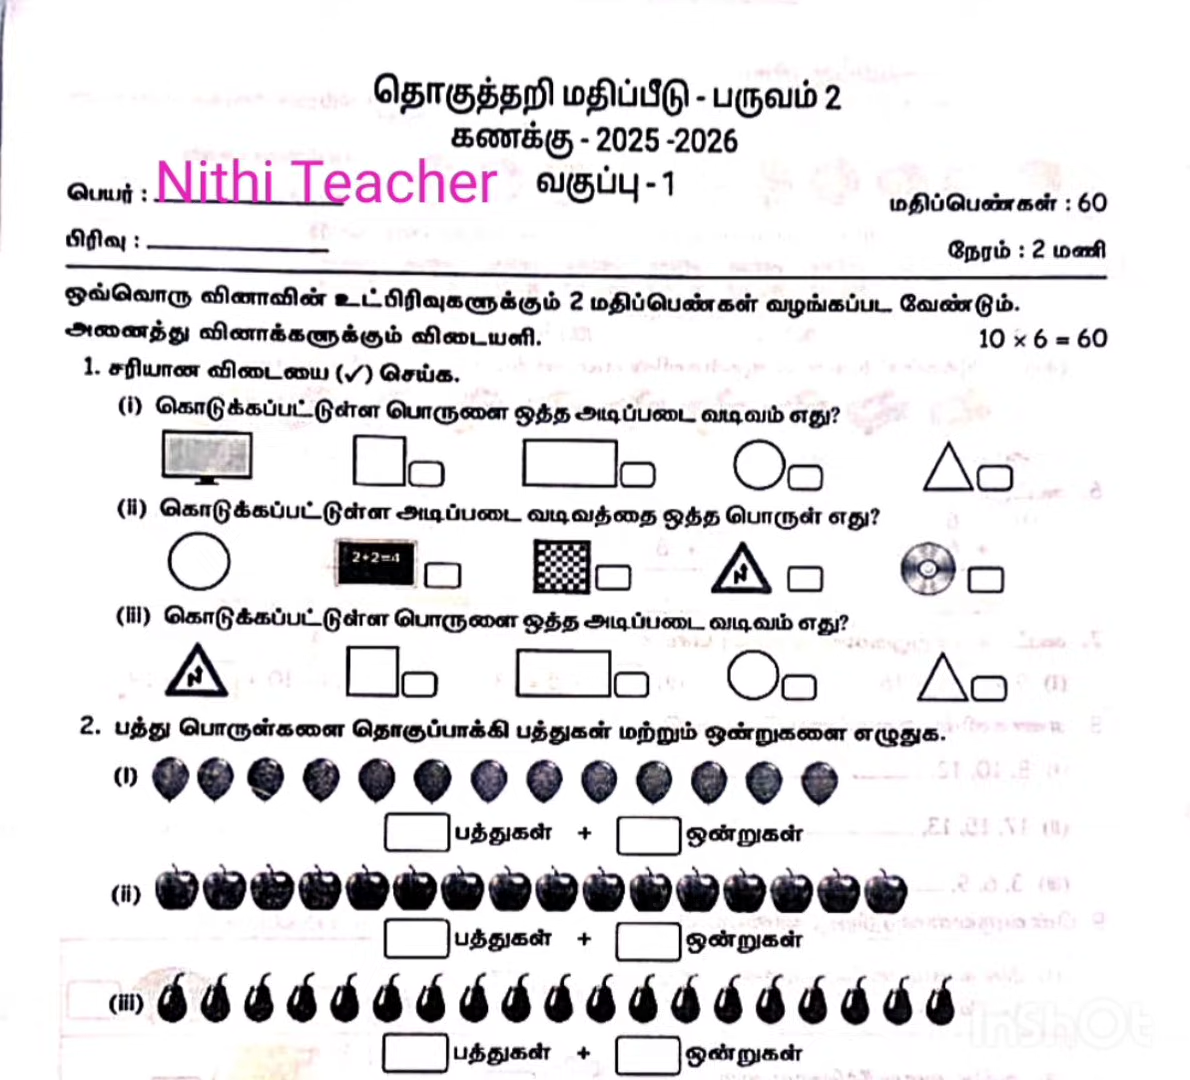 தொகுத்தறி மதிப்பீடு - பருவம் 2
கணக்கு - 2025 -2026
வகுப்பு - 1
பெயர் : Nithi Teacher
மதிப்பெண்கள் : 60
பிரிவு :
நேரம் : 2 மணி
ஒவ்வொரு வினாவின் உட்பிரிவுகளுக்கும் 2 மதிப்பெண்கள் வழங்கப்பட வேண்டும்.
அனைத்து வினாக்களுக்கும் விடையளி. 10 × 6 = 60
1. சரியான விடையை (✓) செய்க.
(i) கொடுக்கப்பட்டுள்ள பொருளை ஒத்த அடிப்படை வடிவம் எது?
(ii) கொடுக்கப்பட்டுள்ள அடிப்படை வடிவத்தை ஒத்த பொருள் எது?
2+2=4
(iii) கொடுக்கப்பட்டுள்ள பொருளை ஒத்த அடிப்படை வடிவம் எது?
2. பத்து பொருள்களை தொகுப்பாக்கி பத்துகள் மற்றும் ஒன்றுகளை எழுதுக.
(i)
பத்துகள் + ஒன்றுகள்
(ii)
பத்துகள் + ஒன்றுகள்
(iii)
பத்துகள் + ஒன்றுகள்
InShOt